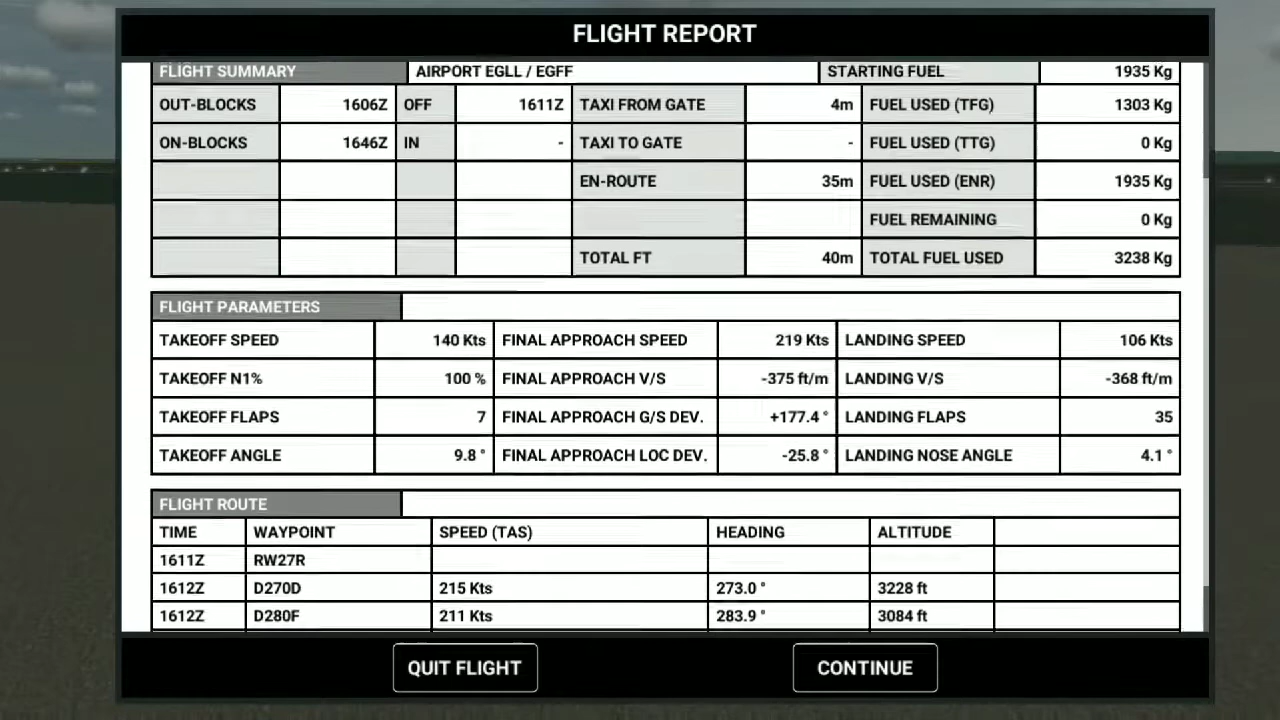 FLIGHT REPORT
FLIGHT SUMMARY AIRPORT EGLL / EGFF STARTING FUEL 1935 Kg
OUT-BLOCKS 1606Z OFF 1611Z TAXI FROM GATE 4m FUEL USED (TFG) 1303 Kg
ON-BLOCKS 1646Z IN - TAXI TO GATE - FUEL USED (TTG) 0 Kg
EN-ROUTE 35m FUEL USED (ENR) 1935 Kg
FUEL REMAINING 0 Kg
TOTAL FT 40m TOTAL FUEL USED 3238 Kg
FLIGHT PARAMETERS
TAKEOFF SPEED 140 Kts FINAL APPROACH SPEED 219 Kts LANDING SPEED 106 Kts
TAKEOFF N1% 100 % FINAL APPROACH V/S -375 ft/m LANDING V/S -368 ft/m
TAKEOFF FLAPS 7 FINAL APPROACH G/S DEV. +177.4 ° LANDING FLAPS 35
TAKEOFF ANGLE 9.8 ° FINAL APPROACH LOC DEV. -25.8 ° LANDING NOSE ANGLE 4.1 °
FLIGHT ROUTE
TIME WAYPOINT SPEED (TAS) HEADING ALTITUDE
1611Z RW27R
1612Z D270D 215 Kts 273.0 ° 3228 ft
1612Z D280F 211 Kts 283.9 ° 3084 ft
QUIT FLIGHT CONTINUE